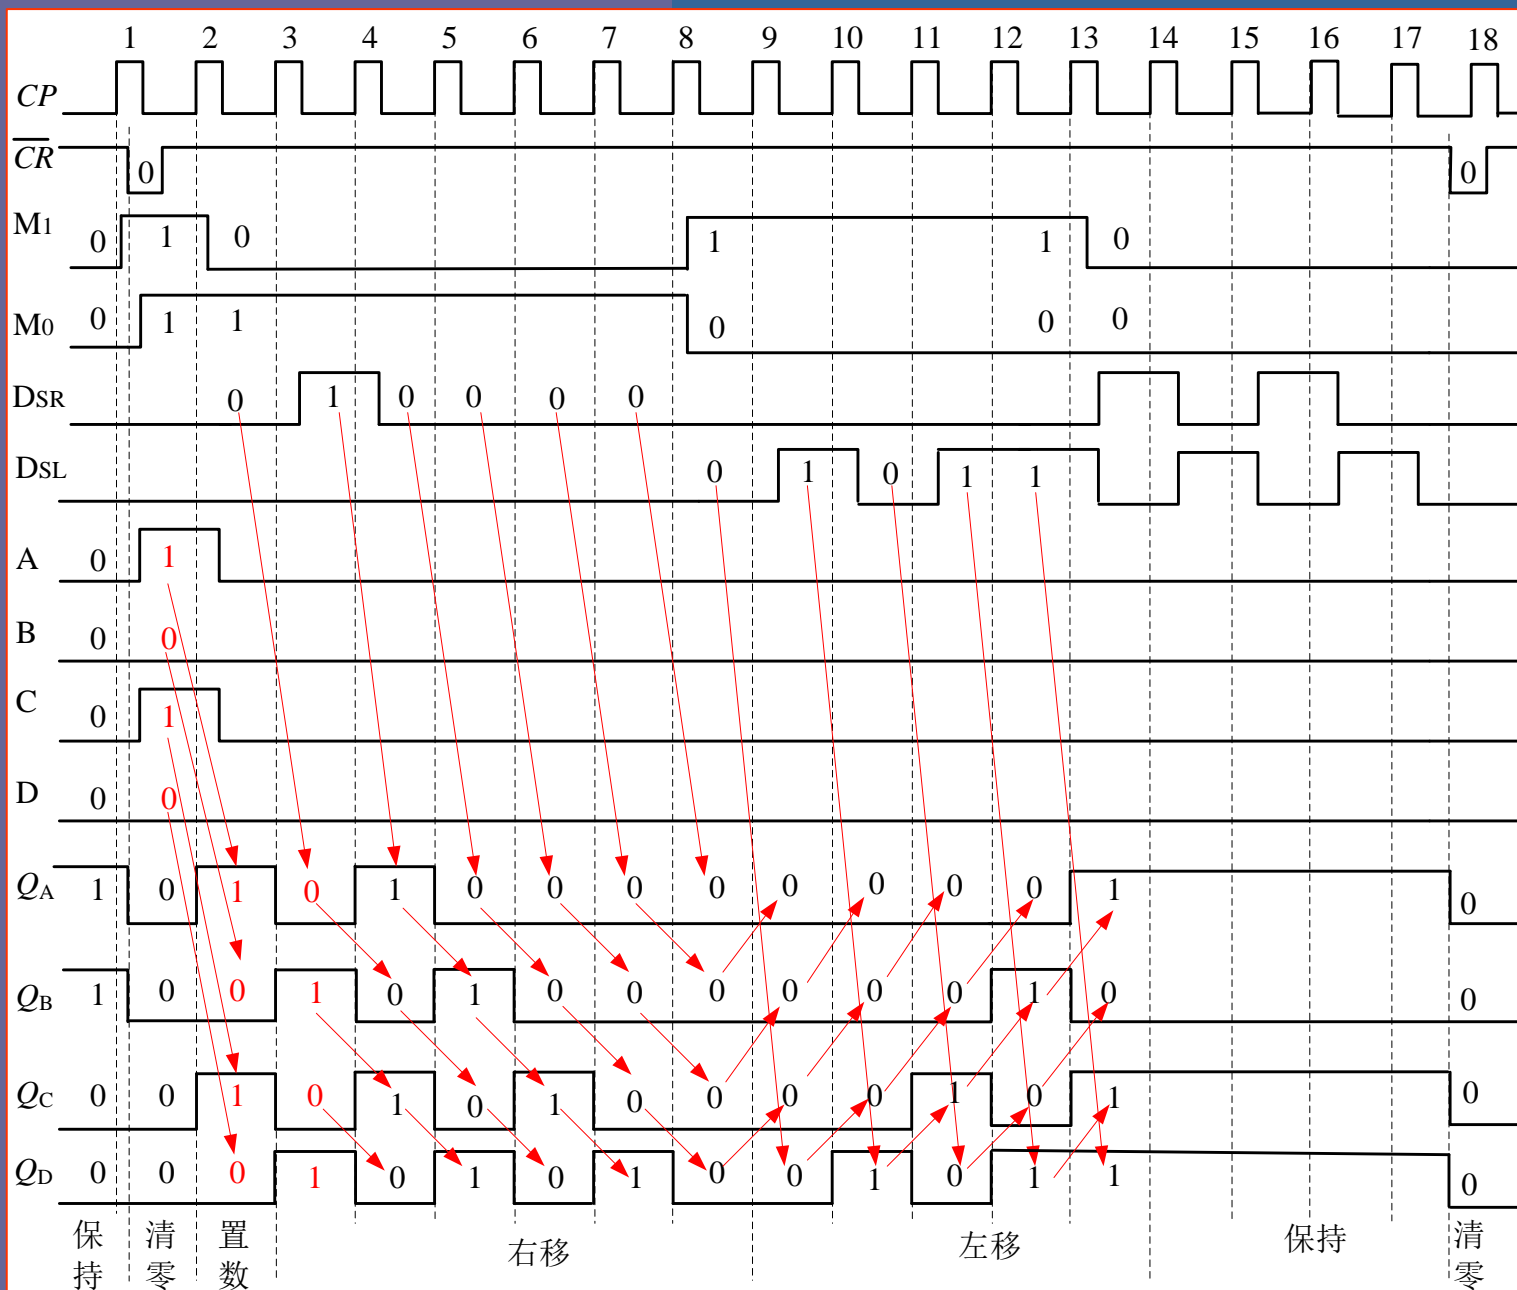 1 2 3 4 5 6 7 8 9 10 11 12 13 14 15 16 17 18
CP
CR 0 0
M1 0 1 0 1 1 0
M0 0 1 1 0 0 0
DSR 0 1 0 0 0 0
DSL 0 1 0 1 1
A 0 1
B 0 0
C 0 1
D 0 0
QA 1 0 1 0 1 0 0 0 0 0 0 0 0 1 0
QB 1 0 0 1 0 1 0 0 0 0 0 0 1 0 0
QC 0 0 1 0 1 0 1 0 0 0 0 1 0 1 0
QD 0 0 0 1 0 1 0 1 0 0 1 0 1 1 0
保持 清零 置数 右移 左移 保持 清零